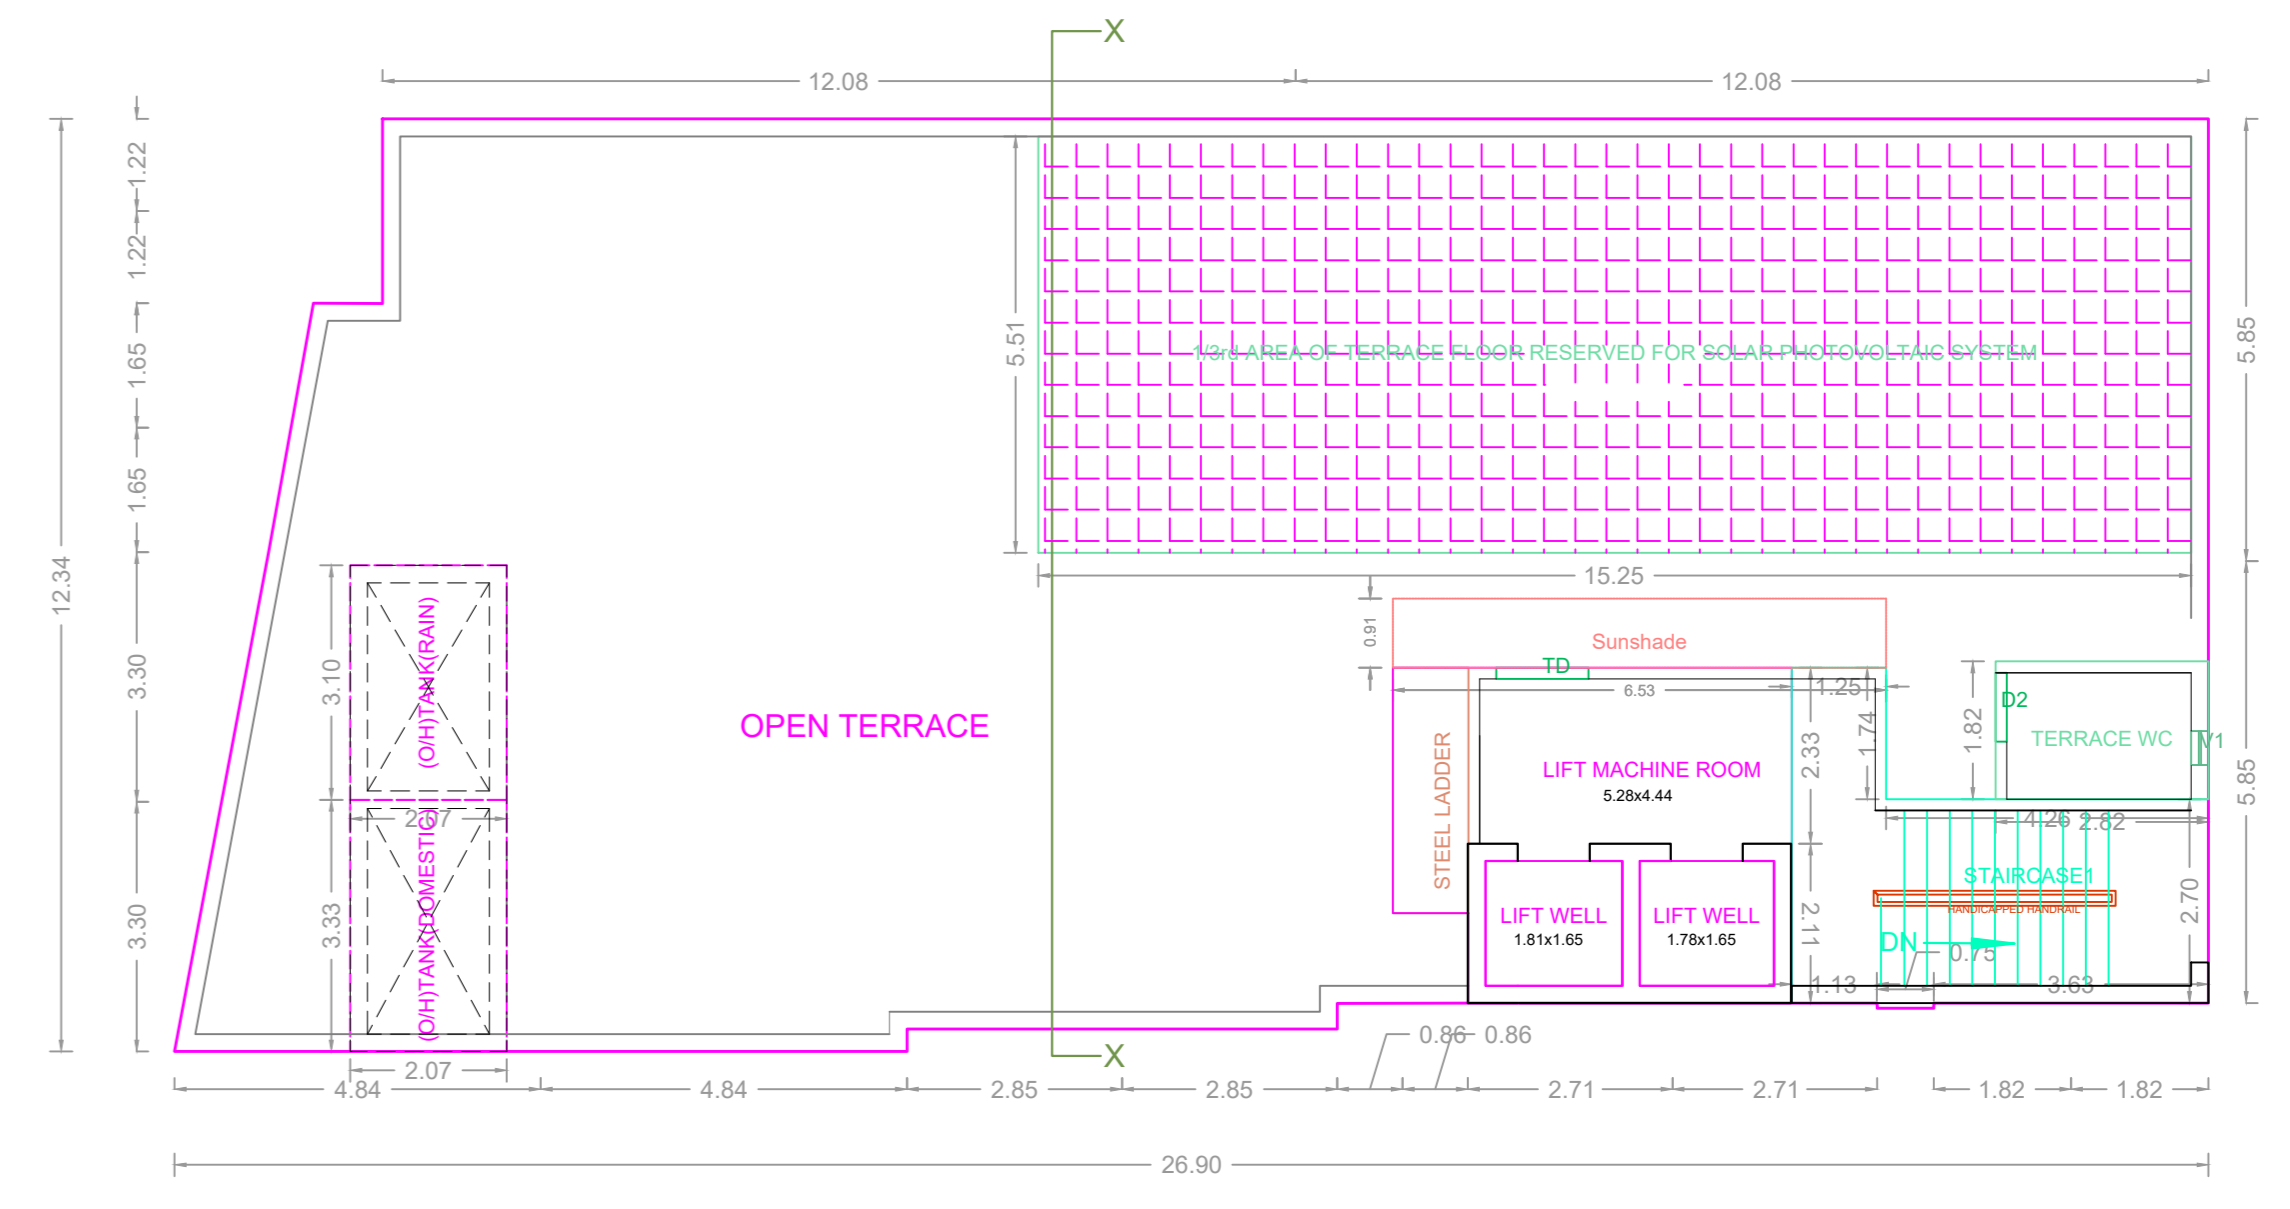 X
12.08
12.08
1.22
1.22
1.65
1.65
3.30
3.30
12.34
5.51
5.85
1/3rd AREA OF TERRACE FLOOR RESERVED FOR SOLAR PHOTOVOLTAIC SYSTEM
15.25
0.91
Sunshade
TD
6.53
1.25
1.74
2.33
1.82
D2
TERRACE WC
V1
5.85
OPEN TERRACE
(O/H)TANK(RAIN)
3.10
2.07
(O/H)TANK(DOMESTIC)
3.33
2.07
STEEL LADDER
LIFT MACHINE ROOM
5.28x4.44
4.26
2.82
STAIRCASE1
HANDICAPPED HANDRAIL
2.70
LIFT WELL
1.81x1.65
LIFT WELL
1.78x1.65
2.11
DN
0.75
1.13
3.63
0.86
0.86
X
4.84
4.84
2.85
2.85
2.71
2.71
1.82
1.82
26.90